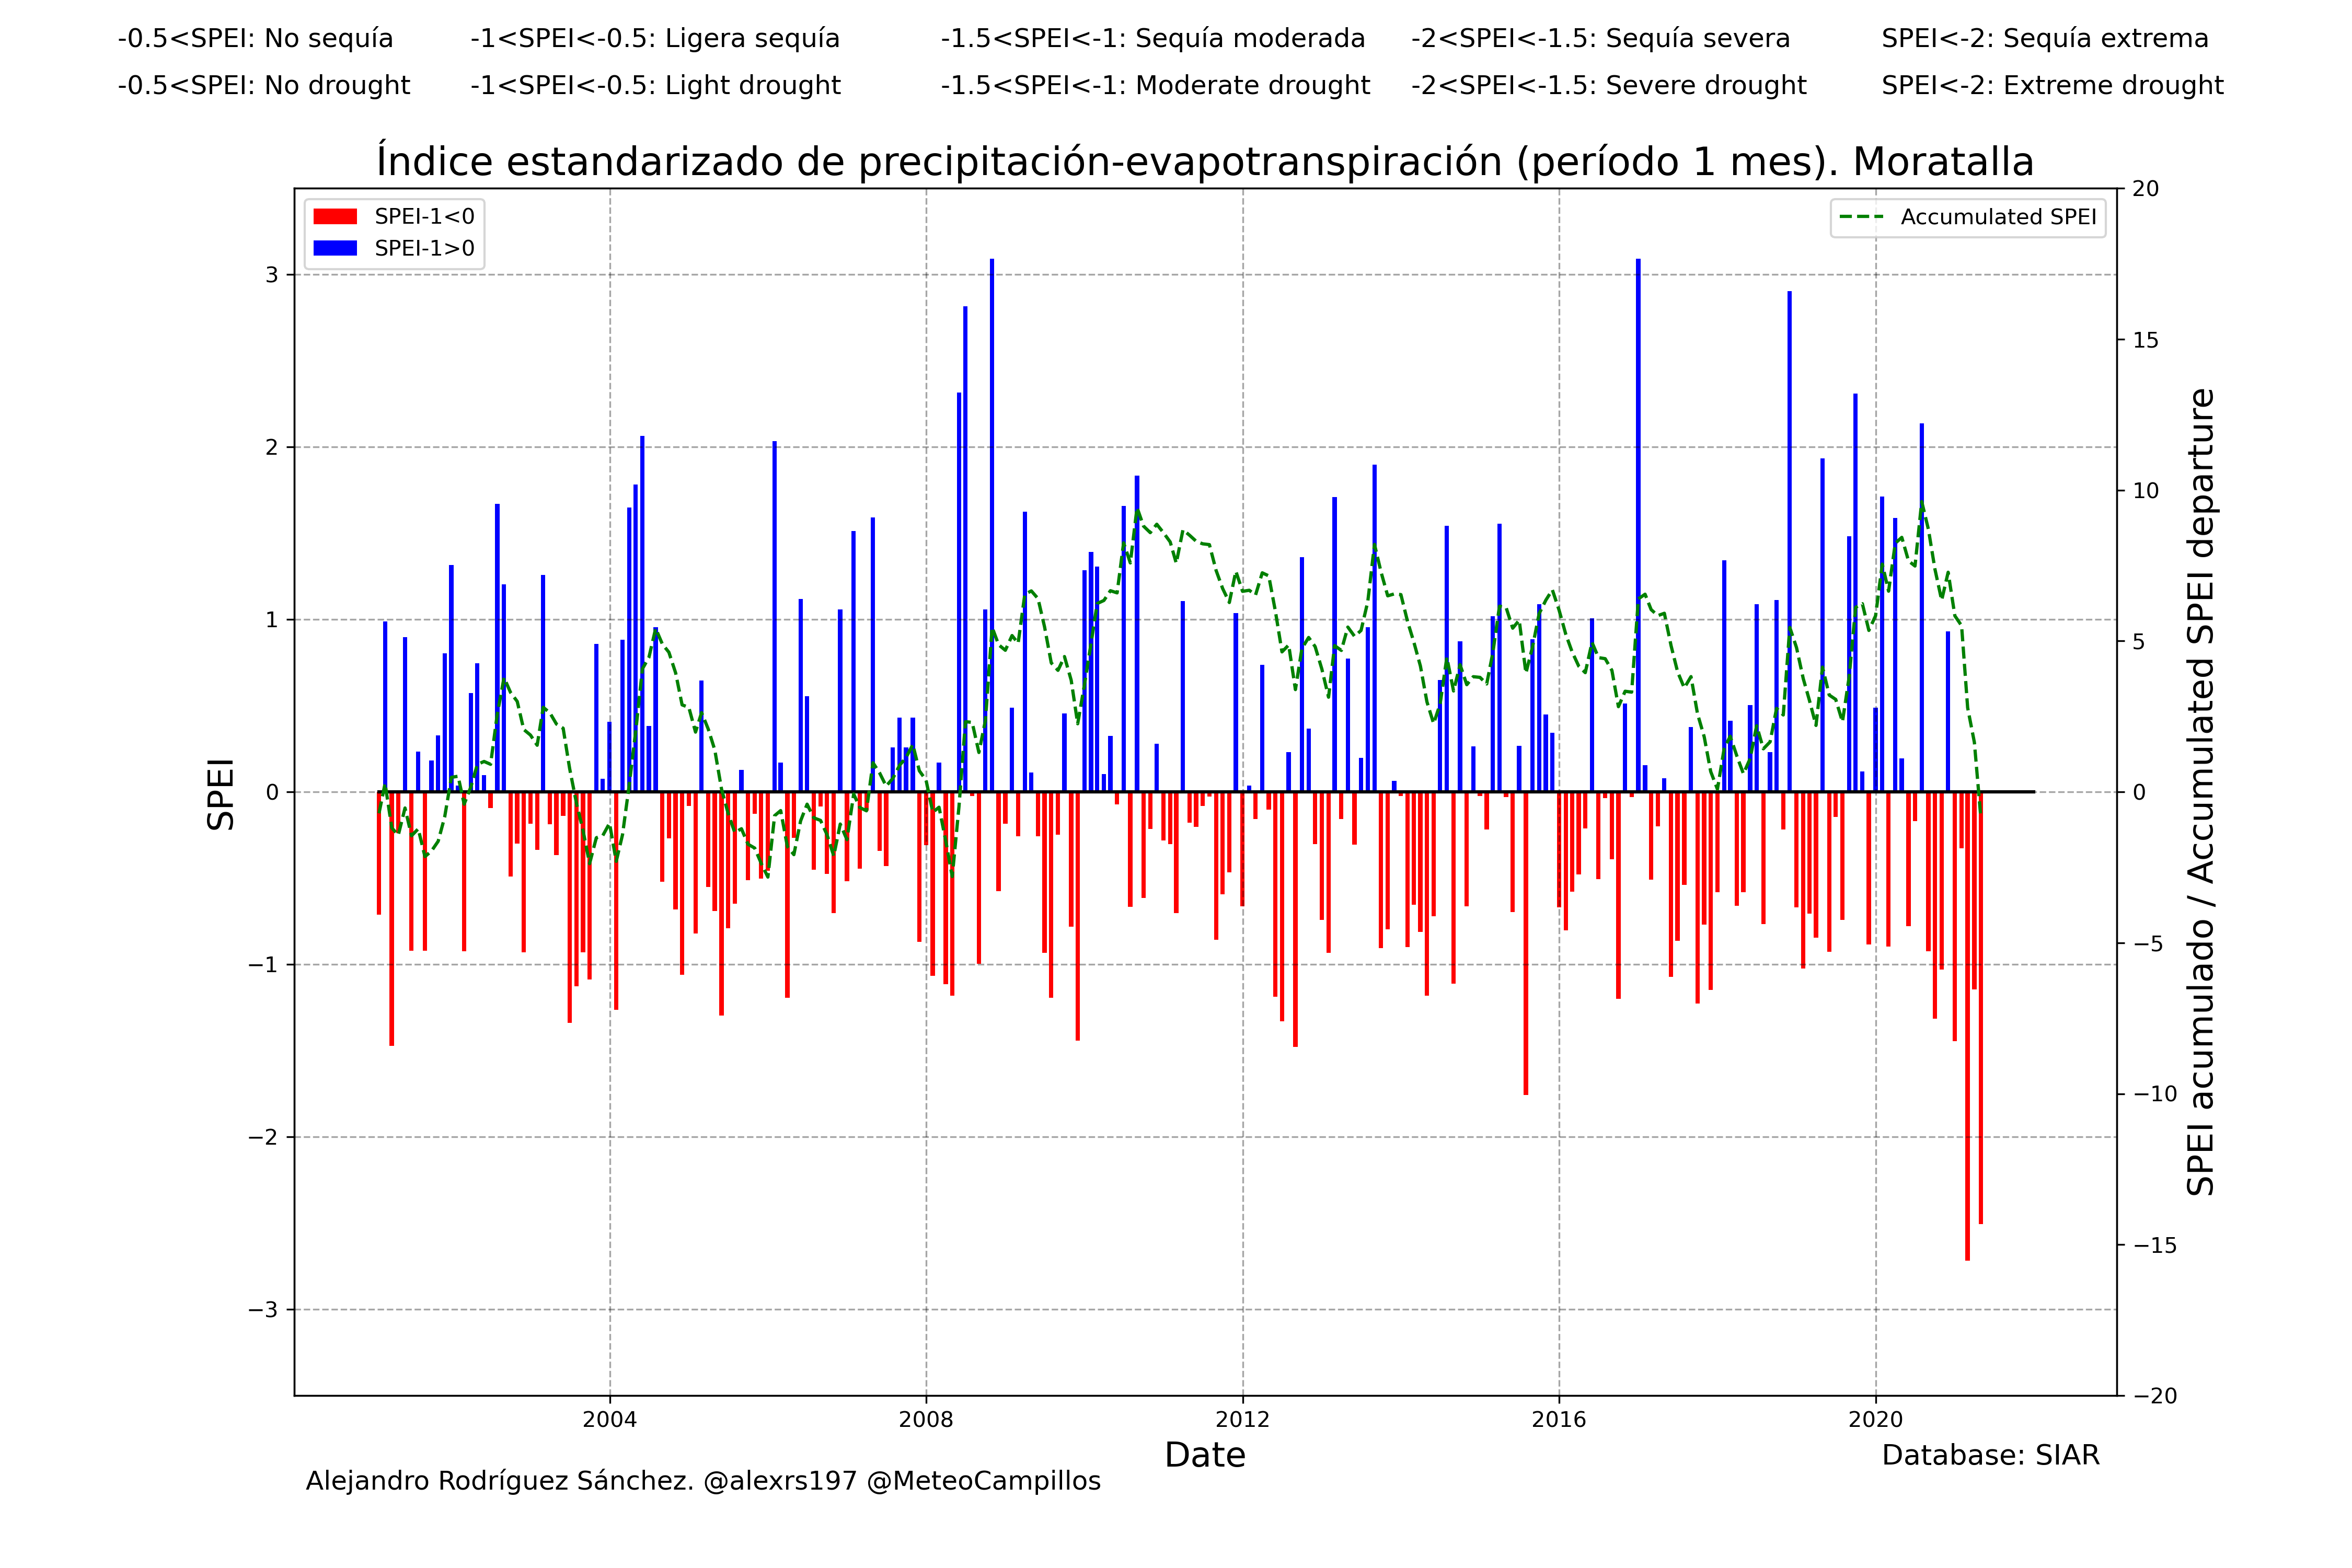 -0.5<SPEI: No sequía -1<SPEI<-0.5: Ligera sequía -1.5<SPEI<-1: Sequía moderada -2<SPEI<-1.5: Sequía severa SPEI<-2: Sequía extrema
-0.5<SPEI: No drought -1<SPEI<-0.5: Light drought -1.5<SPEI<-1: Moderate drought -2<SPEI<-1.5: Severe drought SPEI<-2: Extreme drought
Índice estandarizado de precipitación-evapotranspiración (período 1 mes). Moratalla
SPEI-1<0
SPEI-1>0
Accumulated SPEI
SPEI
3
2
1
0
−1
−2
−3
20
15
10
5
0
−5
−10
−15
−20
SPEI acumulado / Accumulated SPEI departure
2004 2008 2012 2016 2020
Date
Database: SIAR
Alejandro Rodríguez Sánchez. @alexrs197 @MeteoCampillos